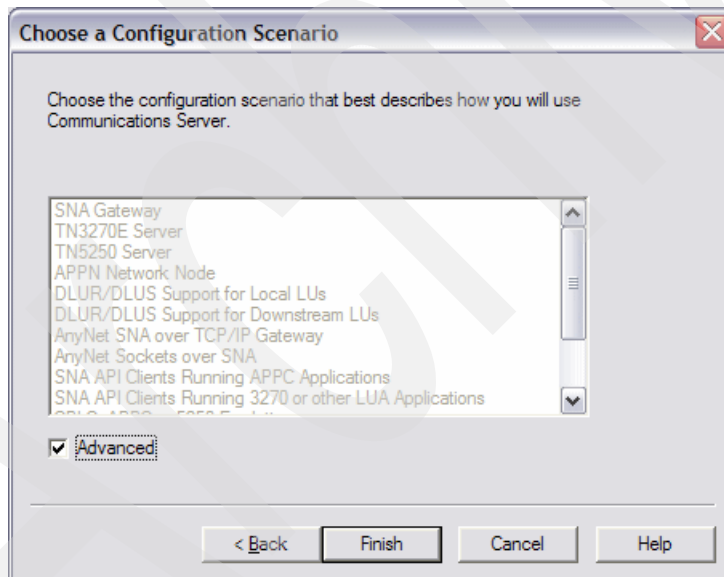 Choose a Configuration Scenario
Choose the configuration scenario that best describes how you will use
Communications Server.
SNA Gateway
TN3270E Server
TN5250 Server
APPN Network Node
DLUR/DLUS Support for Local LUs
DLUR/DLUS Support for Downstream LUs
AnyNet SNA over TCP/IP Gateway
AnyNet Sockets over SNA
SNA API Clients Running APPC Applications
SNA API Clients Running 3270 or other LUA Applications
Advanced
< Back Finish Cancel Help